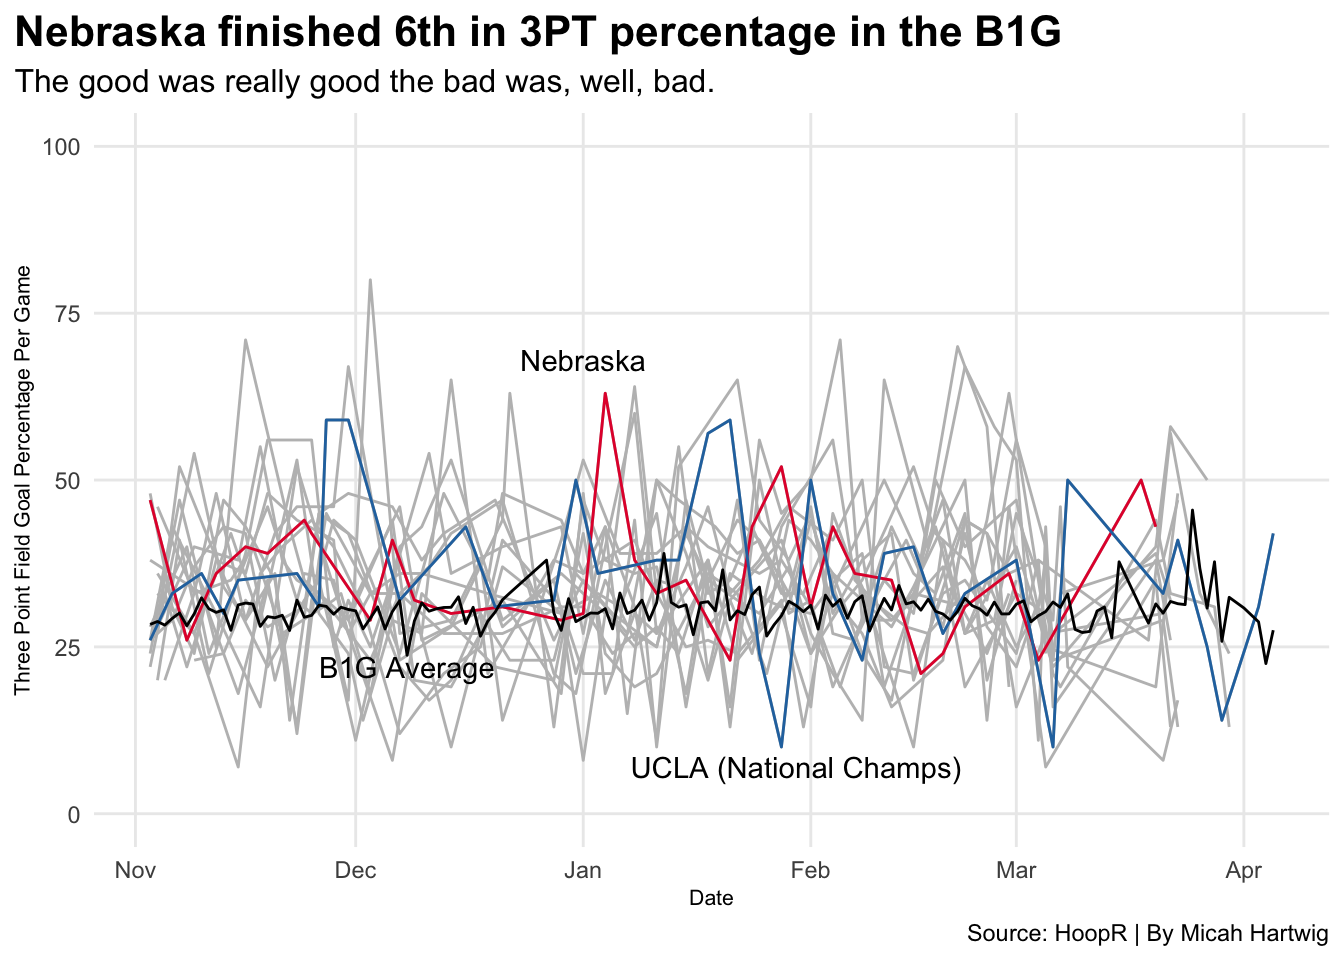 Nebraska finished 6th in 3PT percentage in the B1G
The good was really good the bad was, well, bad.
Three Point Field Goal Percentage Per Game
100
75
50
25
0
Nebraska
B1G Average
UCLA (National Champs)
Nov Dec Jan Feb Mar Apr
Date
Source: HoopR | By Micah Hartwig